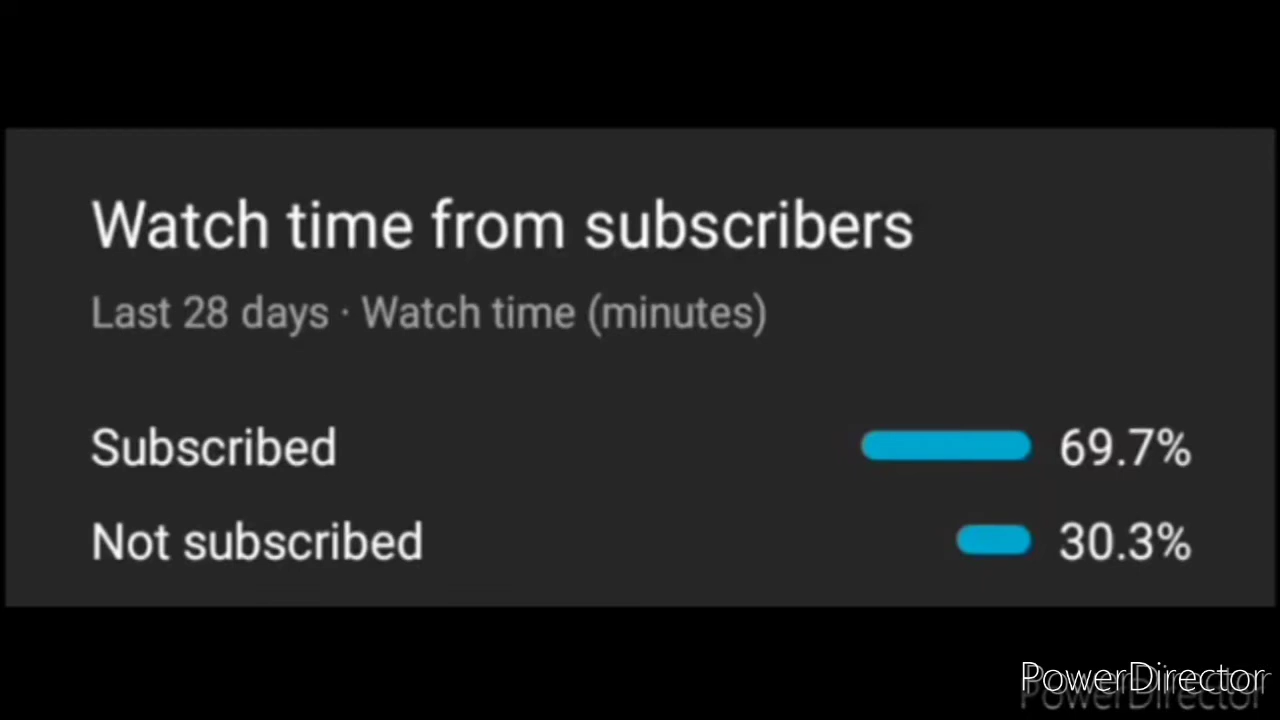 Watch time from subscribers
Last 28 days · Watch time (minutes)
Subscribed 69.7%
Not subscribed 30.3%
PowerDirector